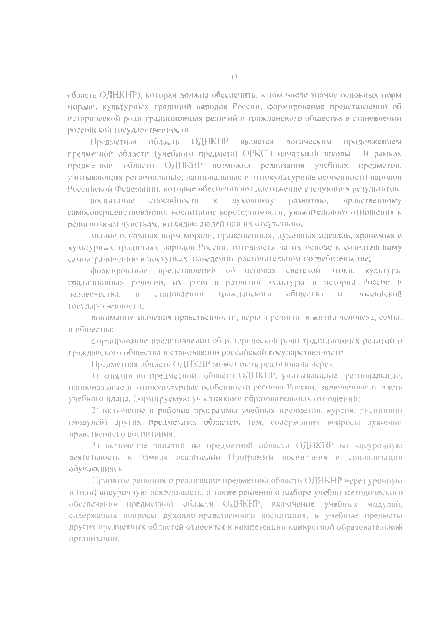 область ОДНКНР), которая должна обеспечить, в том числе знание основных норм
морали, культурных традиций народов России, формирование представлений об
исторической роли традиционных религий и гражданского общества в становлении
российской государственности.
Предметная область ОДНКНР является логическим продолжением
предметной области (учебного предмета) ОРКСЭ начальной школы. В рамках
предметной области ОДНКНР возможна реализация учебных предметов,
учитывающих региональные, национальные и этнокультурные особенности народов
Российской Федерации, которые обеспечивают достижение следующих результатов:
воспитание способности к духовному развитию, нравственному
самосовершенствованию; воспитание веротерпимости, уважительного отношения к
религиозным чувствам, взглядам людей или их отсутствию;
знание основных норм морали, нравственных, духовных идеалов, хранимых в
культурных традициях народов России, готовность на их основе к сознательному
самоограничению в поступках, поведении, расточительном потребительстве;
формирование представлений об основах светской этики, культуры
традиционных религий, их роли в развитии культуры и истории России и
человечества, в становлении гражданского общества и российской
государственности;
понимание значения нравственности, веры и религии в жизни человека, семьи
и общества;
формирование представлений об исторической роли традиционных религий и
гражданского общества в становлении российской государственности.
Предметная область ОДНКНР может быть реализована через:
1) занятия по предметной области ОДНКНР, учитывающие региональные,
национальные и этнокультурные особенности региона России, включенные в часть
учебного плана, формируемую участниками образовательных отношений;
2) включение в рабочие программы учебных предметов, курсов, дисциплин
(модулей) других предметных областей тем, содержащих вопросы духовно-
нравственного воспитания;
3) включение занятий по предметной области ОДНКНР во внеурочную
деятельность в рамках реализации Программы воспитания и социализации
обучающихся.
Принятие решения о реализации предметной области ОДНКНР через урочную
и (или) внеурочную деятельность, а также решения о выборе учебно-методического
обеспечения предметной области ОДНКНР, включение учебных модулей,
содержащих вопросы духовно-нравственного воспитания, в учебные предметы
других предметных областей относится к компетенции конкретной образовательной
организации.